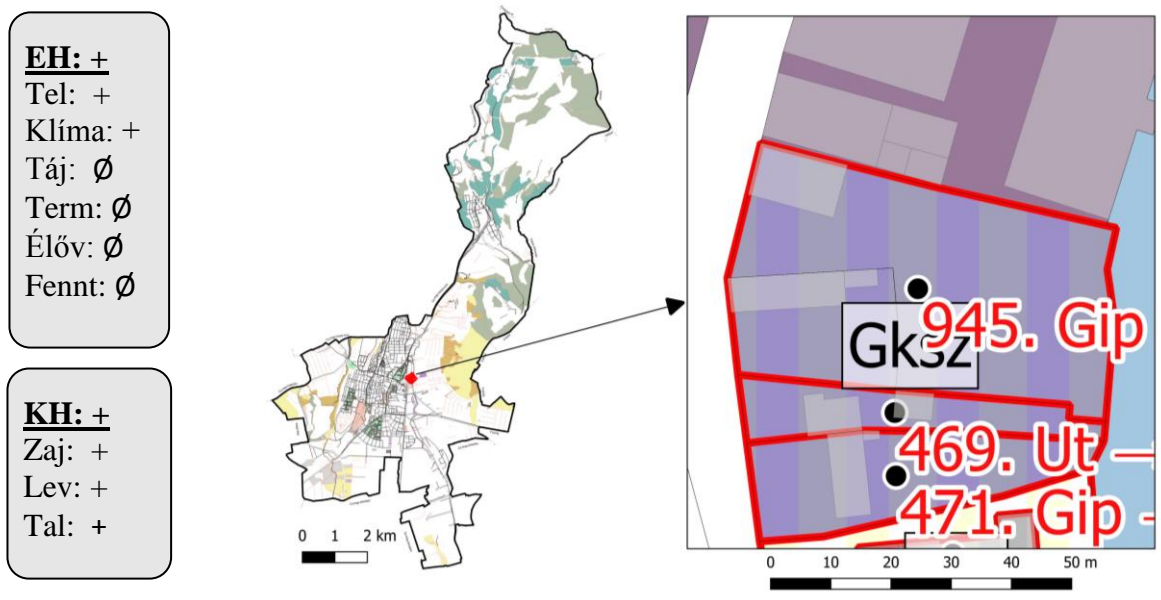 EH: +
Tel: +
Klíma: +
Táj: Ø
Term: Ø
Élőv: Ø
Fennt: Ø
KH: +
Zaj: +
Lev: +
Tal: +
0 1 2 km
945. Gip
Gksz
469. Ut
471. Gip
0 10 20 30 40 50 m